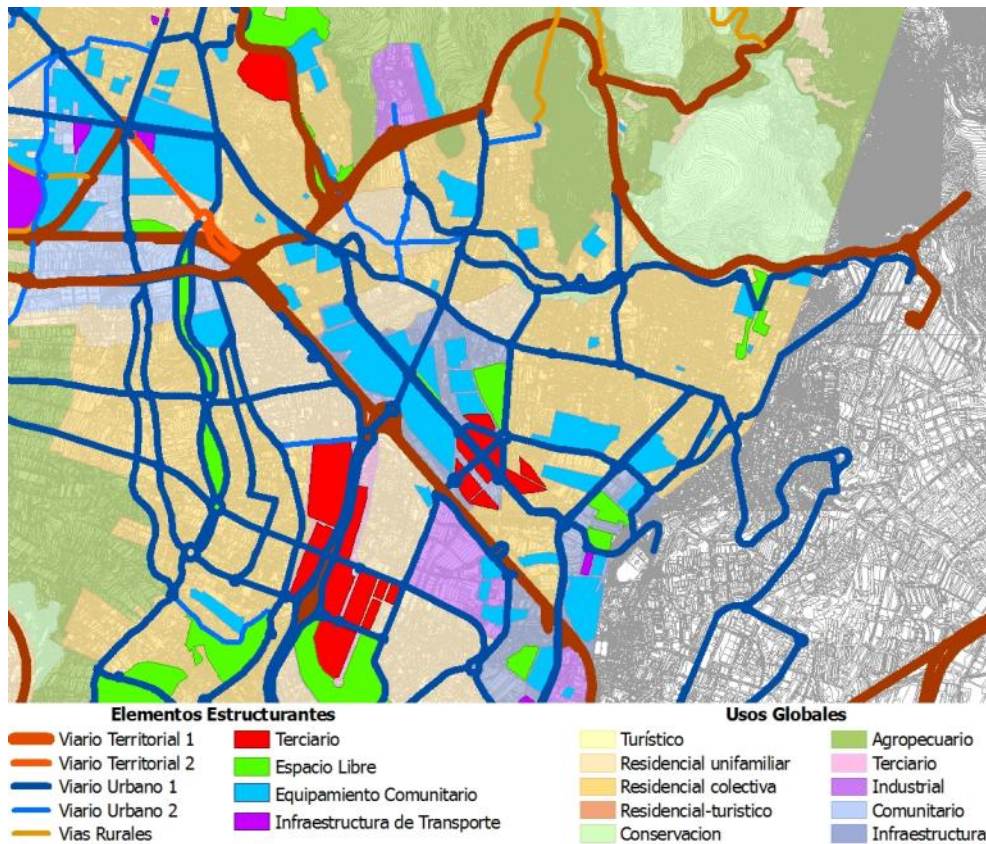 Elementos Estructurantes
Viario Territorial 1
Viario Territorial 2
Viario Urbano 1
Viario Urbano 2
Vias Rurales
Terciario
Espacio Libre
Equipamiento Comunitario
Infraestructura de Transporte
Usos Globales
Turístico
Residencial unifamiliar
Residencial colectiva
Residencial-turistico
Conservacion
Agropecuario
Terciario
Industrial
Comunitario
Infraestructura